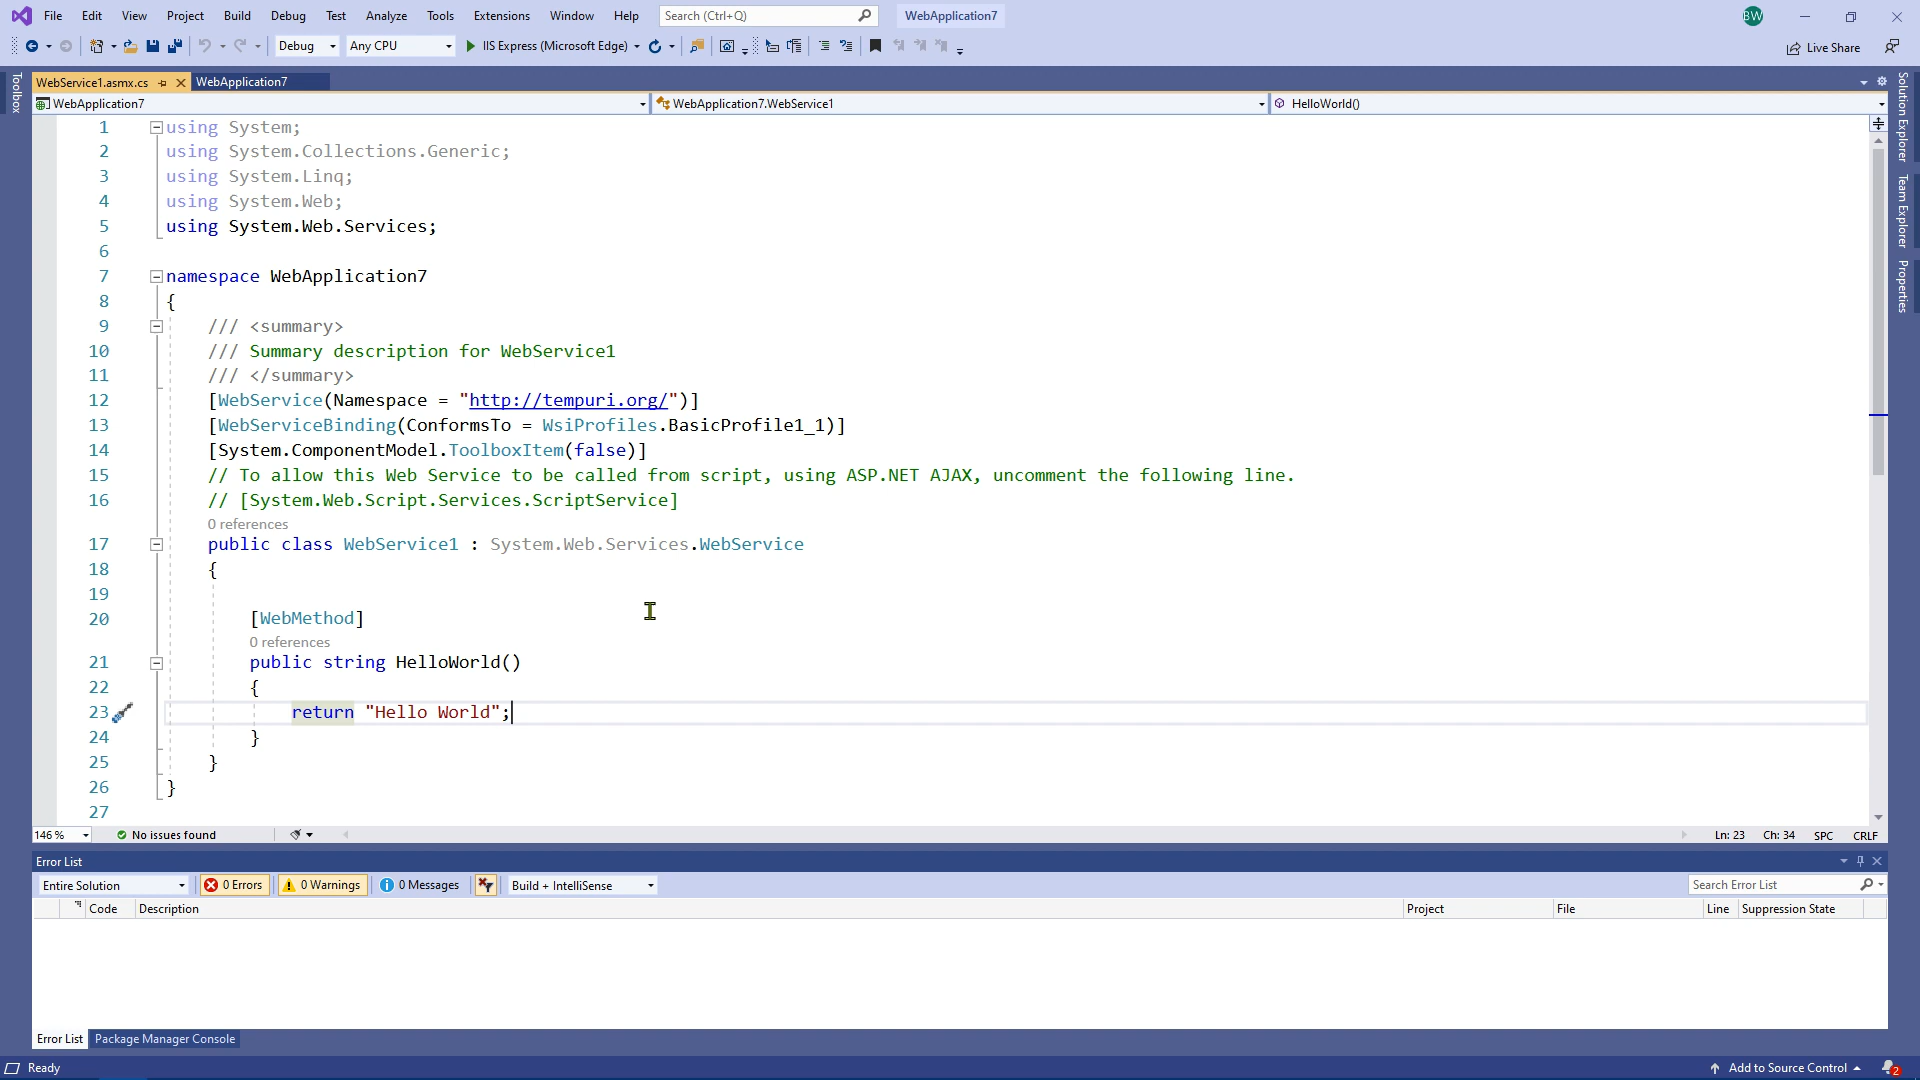 File Edit View Project Build Debug Test Analyze Tools Extensions Window Help Search (Ctrl+Q) WebApplication7 BW
Debug Any CPU IIS Express (Microsoft Edge) Live Share
WebService1.asmx.cs WebApplication7
WebApplication7 WebApplication7.WebService1 HelloWorld()
Toolbox
Solution Explorer
Team Explorer
Properties
1 using System;
2 using System.Collections.Generic;
3 using System.Linq;
4 using System.Web;
5 using System.Web.Services;
6
7 namespace WebApplication7
8 {
9 /// <summary>
10 /// Summary description for WebService1
11 /// </summary>
12 [WebService(Namespace = "http://tempuri.org/")]
13 [WebServiceBinding(ConformsTo = WsiProfiles.BasicProfile1_1)]
14 [System.ComponentModel.ToolboxItem(false)]
15 // To allow this Web Service to be called from script, using ASP.NET AJAX, uncomment the following line.
16 // [System.Web.Script.Services.ScriptService]
0 references
17 public class WebService1 : System.Web.Services.WebService
18 {
19
20 [WebMethod]
0 references
21 public string HelloWorld()
22 {
23 return "Hello World";
24 }
25 }
26 }
27
146 % No issues found Ln: 23 Ch: 34 SPC CRLF
Error List
Entire Solution 0 Errors 0 Warnings 0 Messages Build + IntelliSense Search Error List
Code Description Project File Line Suppression State
Error List Package Manager Console
Ready Add to Source Control 2